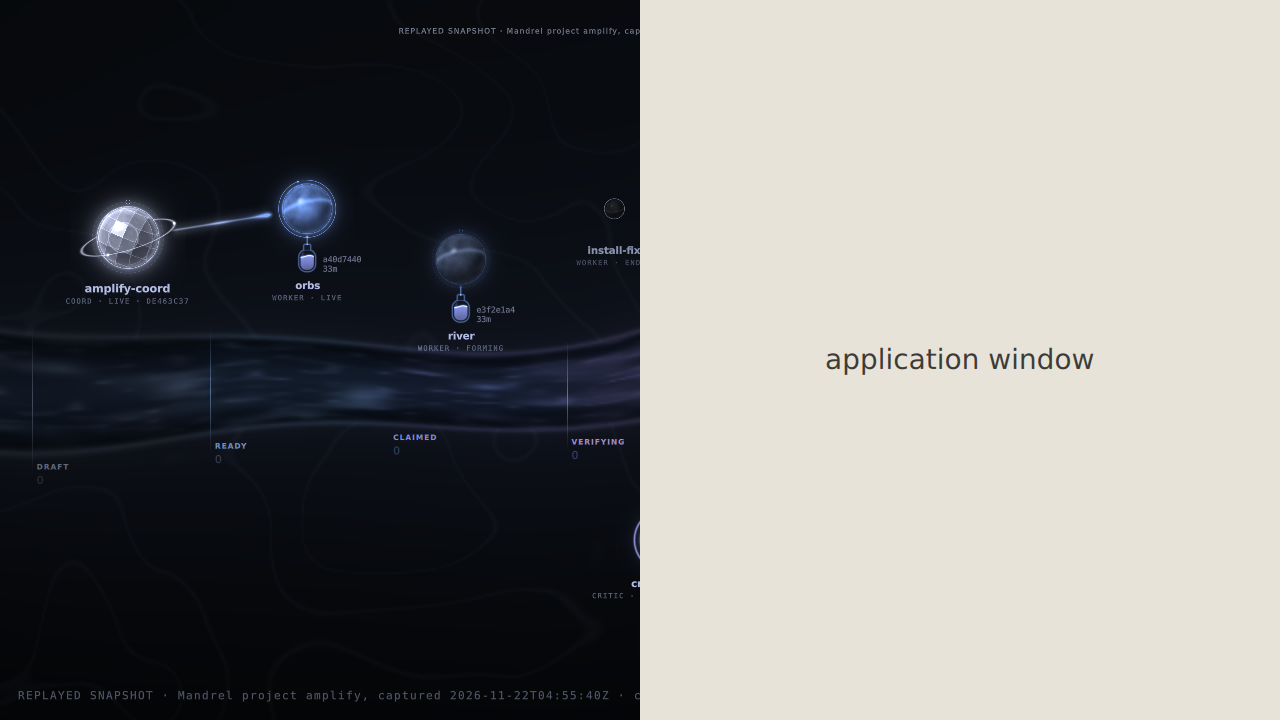 REPLAYED SNAPSHOT · Mandrel project amplify, cap
amplify-coord
COORD · LIVE · DE463C37
a40d7440
33m
orbs
WORKER · LIVE
e3f2e1a4
33m
river
WORKER · FORMING
install-fix
WORKER · END
DRAFT
0
READY
0
CLAIMED
0
VERIFYING
0
CRITIC ·
application window
REPLAYED SNAPSHOT · Mandrel project amplify, captured 2026-11-22T04:55:40Z ·